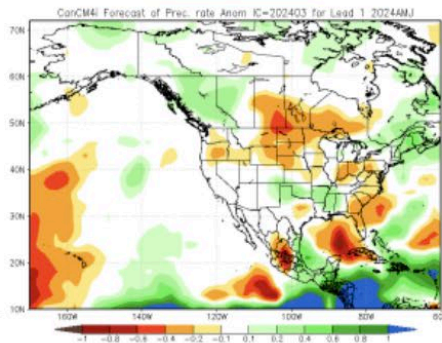 CanCM4i Forecast of Prec. rate Anom IC=202403 for Lead 1 2024AMJ
70N
60N
50N
40N
30N
20N
10N
160W 140W 120W 100W 80W 60W
-1 -0.8 -0.6 -0.4 -0.2 -0.1 0.1 0.2 0.4 0.6 0.8 1